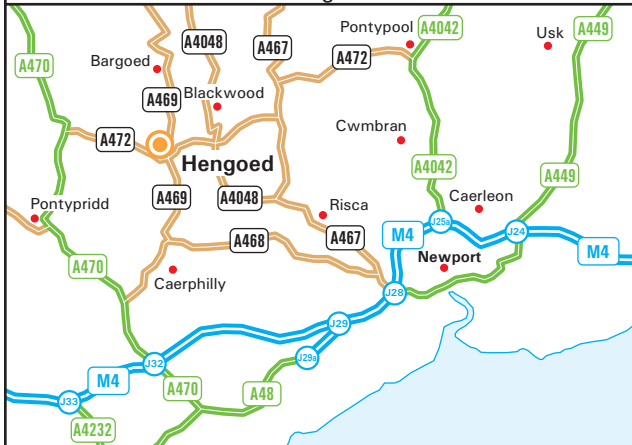 Pontypool
A4042
Usk
A449
A4048
A467
A470
Bargoed
A472
A469
Blackwood
A472
Cwmbran
Hengoed
A4042
A449
A469
A4048
Caerleon
Pontypridd
Risca
J25a
M4
J24
A468
A467
M4
Newport
A470
Caerphilly
J28
J29
J29a
J32
M4
A470
A48
J33
A4232